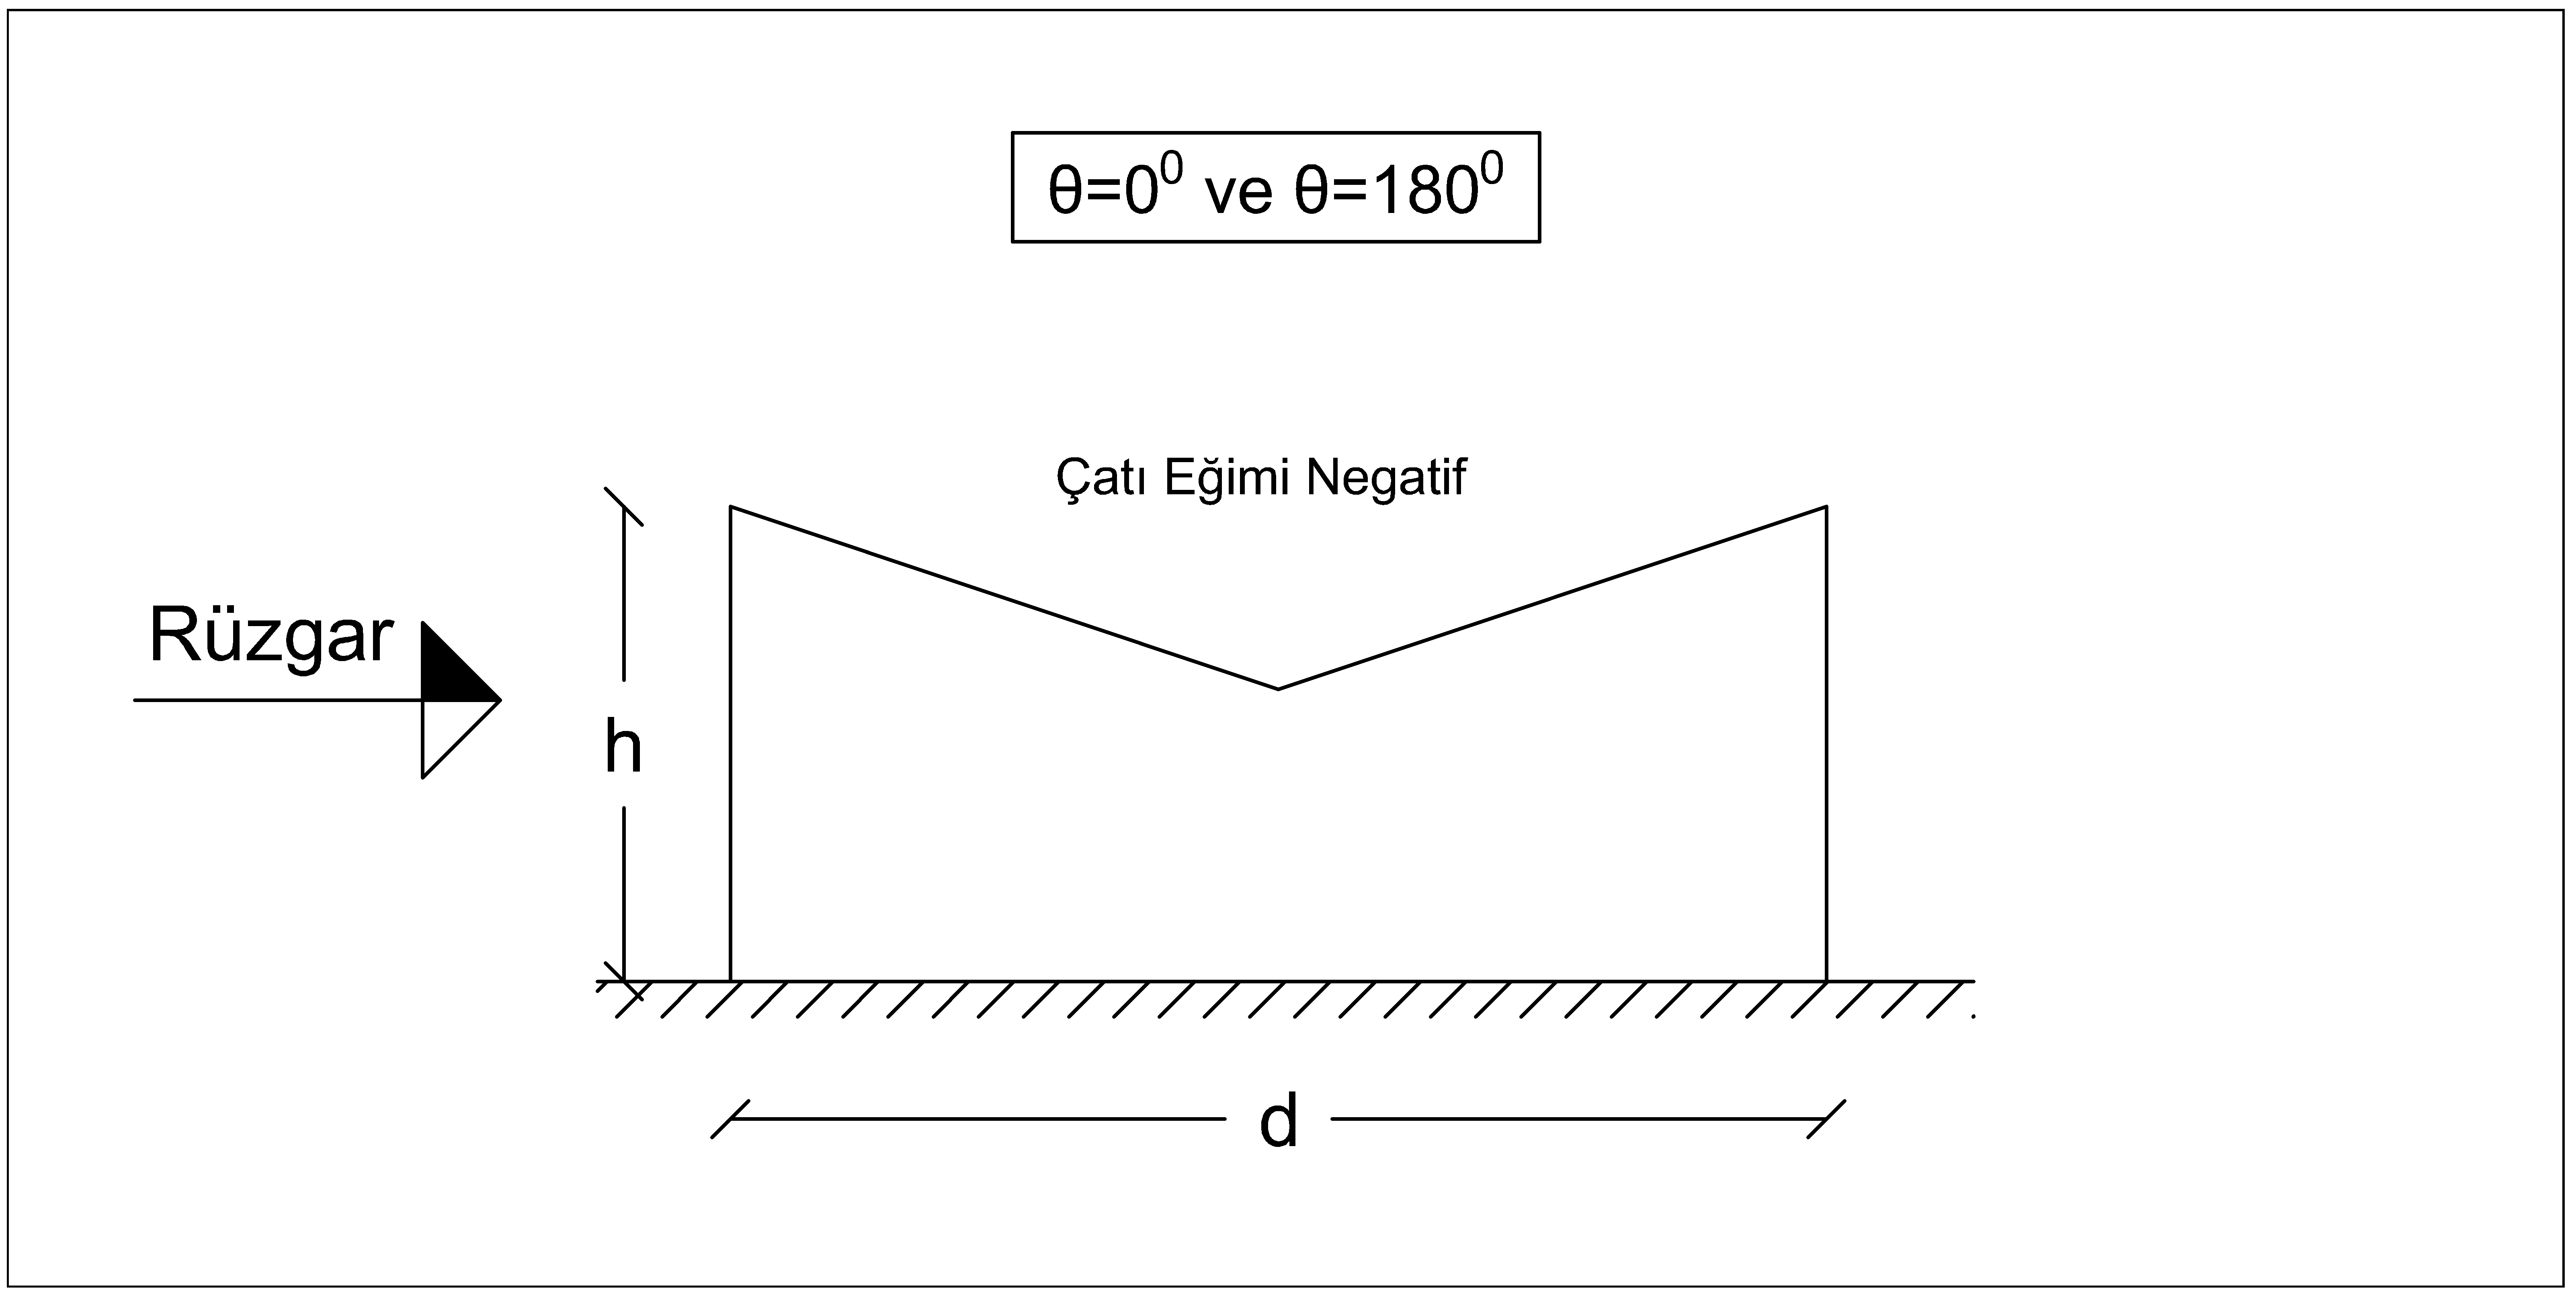 θ=0⁰ ve θ=180⁰
Çatı Eğimi Negatif
Rüzgar
h
d